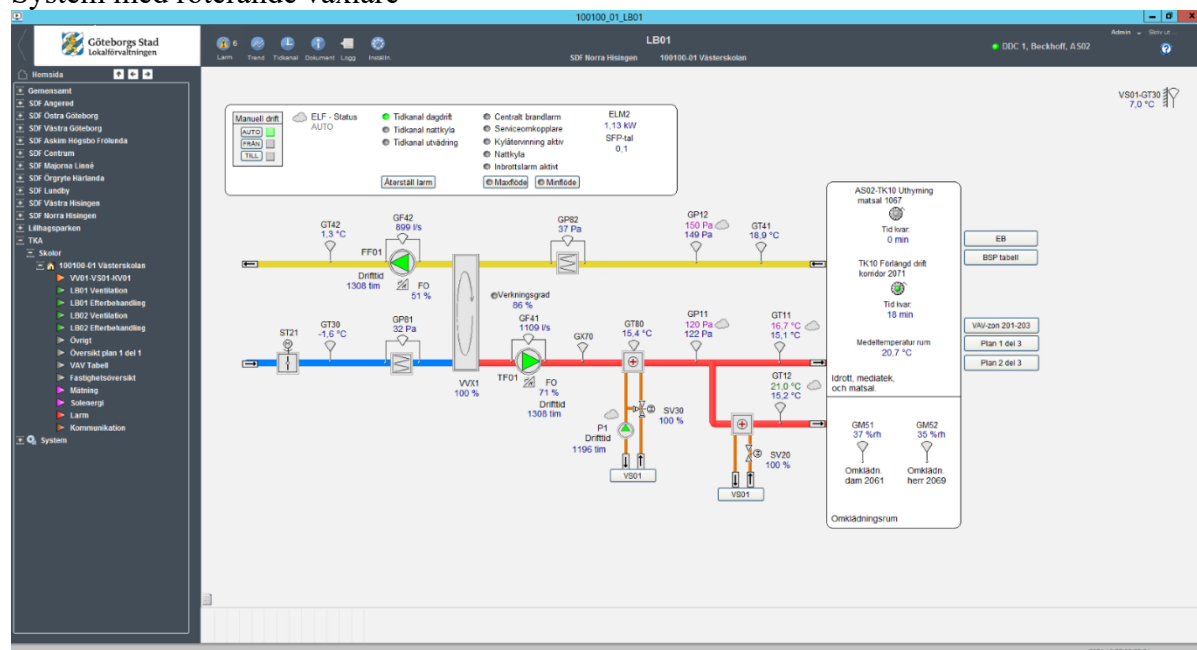 System med roterande växlare
100100_01_LB01
Göteborgs Stad
Lokalförvaltningen
6
Larm
Trend
Tidkanal
Dokument
Logg
Inställn.
LB01
SDF Norra Hisingen
100100-01 Västerskolan
DDC 1, Beckhoff, AS02
Admin
Skriv ut...
Hemsida
Gemensamt
SDF Angered
SDF Östra Göteborg
SDF Västra Göteborg
SDF Askim Högsbo Frölunda
SDF Centrum
SDF Majorna Linné
SDF Örgryte Härlanda
SDF Lundby
SDF Västra Hisingen
SDF Norra Hisingen
Lillhagsparken
TKA
Skolor
100100-01 Västerskolan
VV01-VS01-KV01
LB01 Ventilation
LB01 Efterbehandling
LB02 Ventilation
LB02 Efterbehandling
Övrigt
Översikt plan 1 del 1
VAV Tabell
Fastighetsöversikt
Mätning
Solenergi
Larm
Kommunikation
System
VS01-GT30
7,0 °C
Manuell drift
AUTO
FRÅN
TILL
ELF - Status
AUTO
Tidkanal dagdrift
Tidkanal nattkyla
Tidkanal utvädring
Återställ larm
Centralt brandlarm
Serviceomkopplare
Kylåtervinning aktiv
Nattkyla
Inbrottslarm aktivt
Maxflöde
Minflöde
ELM2
1,13 kW
SFP-tal
0,1
GT42
1,3 °C
GF42
899 l/s
FF01
Drifttid
1308 tim
FO
51 %
GP82
37 Pa
GP12
150 Pa
149 Pa
GT41
18,9 °C
Verkningsgrad
86 %
ST21
GT30
-1,6 °C
GP81
32 Pa
VVX1
100 %
GF41
1109 l/s
TF01
FO
71 %
Drifttid
1308 tim
GX70
GT80
15,4 °C
GP11
120 Pa
122 Pa
GT11
16,7 °C
15,1 °C
GT12
21,0 °C
15,2 °C
SV30
100 %
P1
Drifttid
1196 tim
VS01
SV20
100 %
VS01
AS02-TK10 Uthyrning
matsal 1067
Tid kvar:
0 min
TK10 Förlängd drift
korridor 2071
Tid kvar:
18 min
Medeltemperatur rum
20,7 °C
Idrott, mediatek,
och matsal.
GM51
37 %rh
Omklädn.
dam 2061
GM52
35 %rh
Omklädn.
herr 2069
Omklädningsrum
EB
BSP tabell
VAV-zon 201-203
Plan 1 del 3
Plan 2 del 3